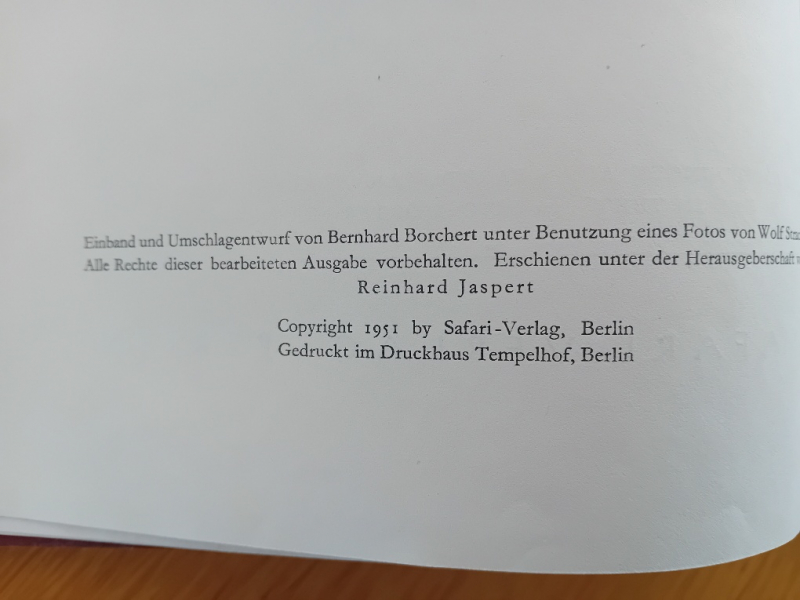 Einband und Umschlagentwurf von Bernhard Borchert unter Benutzung eines Fotos von Wolf
Alle Rechte dieser bearbeiteten Ausgabe vorbehalten. Erschienen unter der Herausgeberschaft
Reinhard Jaspert
Copyright 1951 by Safari-Verlag, Berlin
Gedruckt im Druckhaus Tempelhof, Berlin